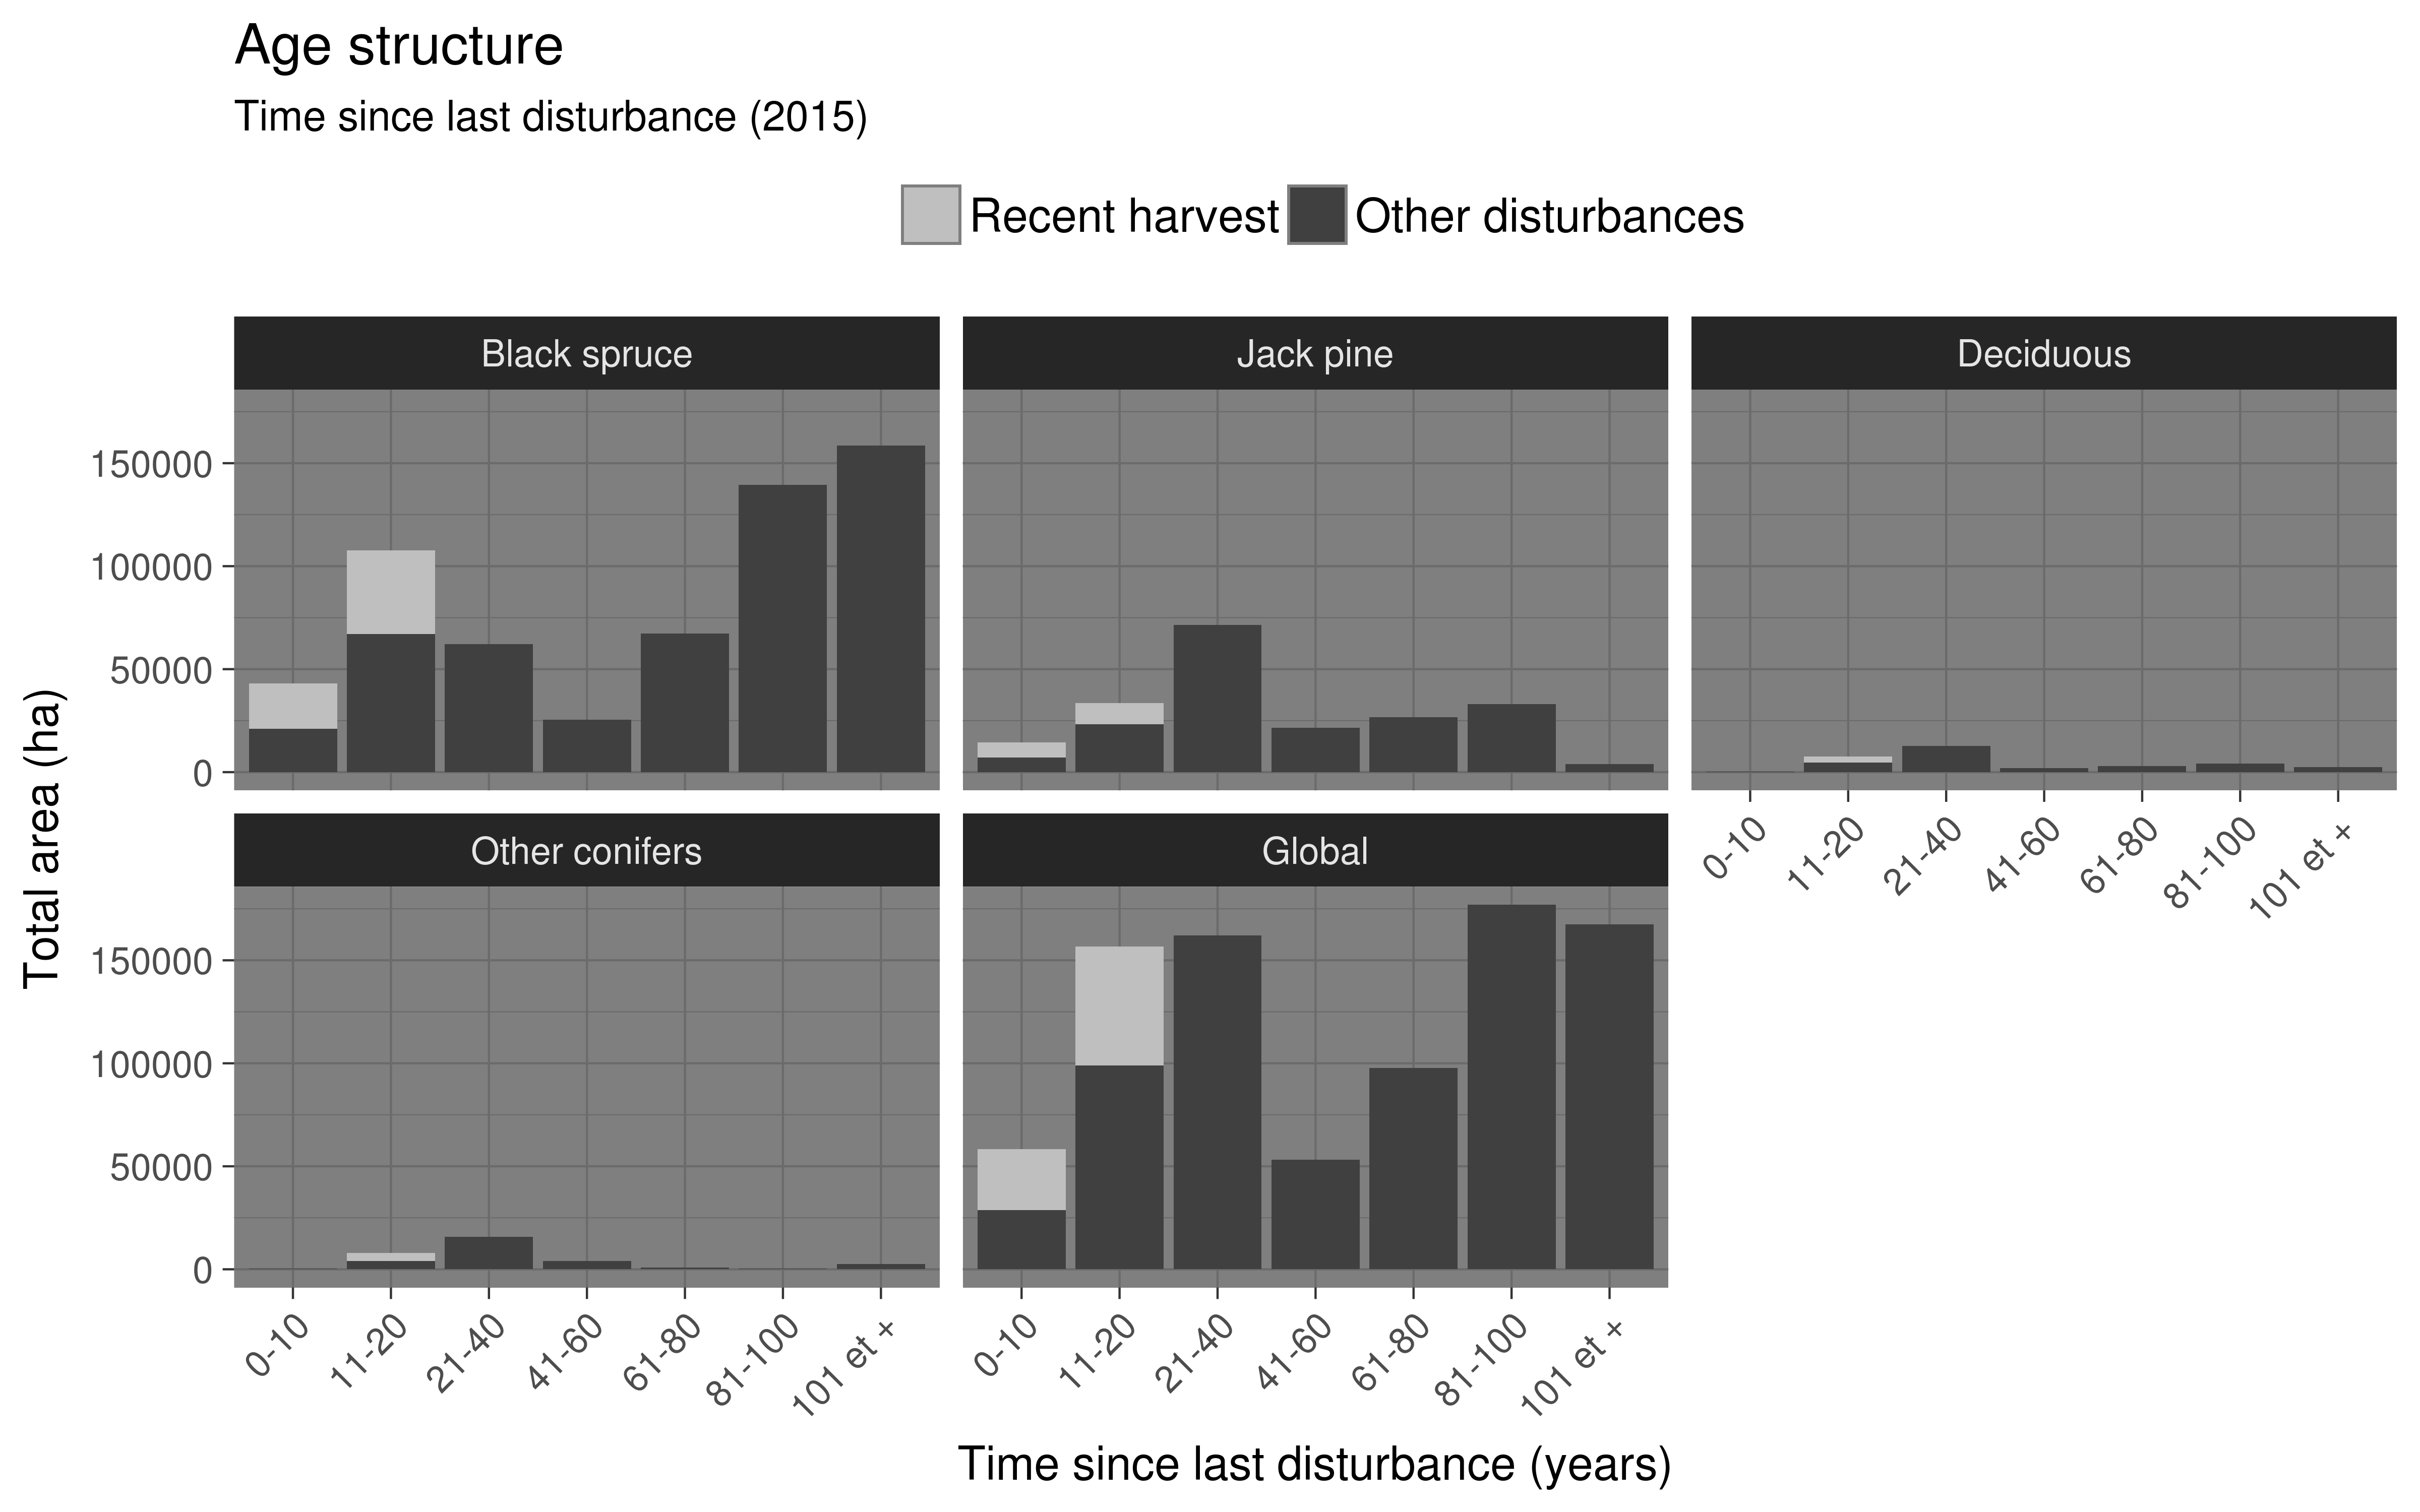 Age structure
Time since last disturbance (2015)
Recent harvest Other disturbances
Black spruce
Jack pine
Deciduous
Total area (ha)
150000
100000
50000
0
0-10
11-20
21-40
41-60
61-80
81-100
101 et +
Other conifers
Global
150000
100000
50000
0
0-10
11-20
21-40
41-60
61-80
81-100
101 et +
0-10
11-20
21-40
41-60
61-80
81-100
101 et +
Time since last disturbance (years)